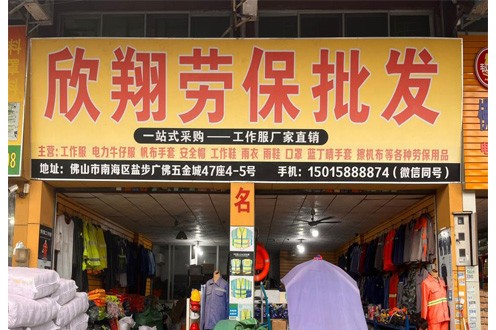 欣翔劳保批发
一站式采购——工作服厂家直销
主营:工作服 电力牛仔服 帆布手套 安全帽 工作鞋 雨衣 雨鞋 口罩 蓝丁晴手套 擦机布等各种劳保用品
地址:佛山市南海区盐步广佛五金城47座4-5号 手机:15015888874(微信同号)
名